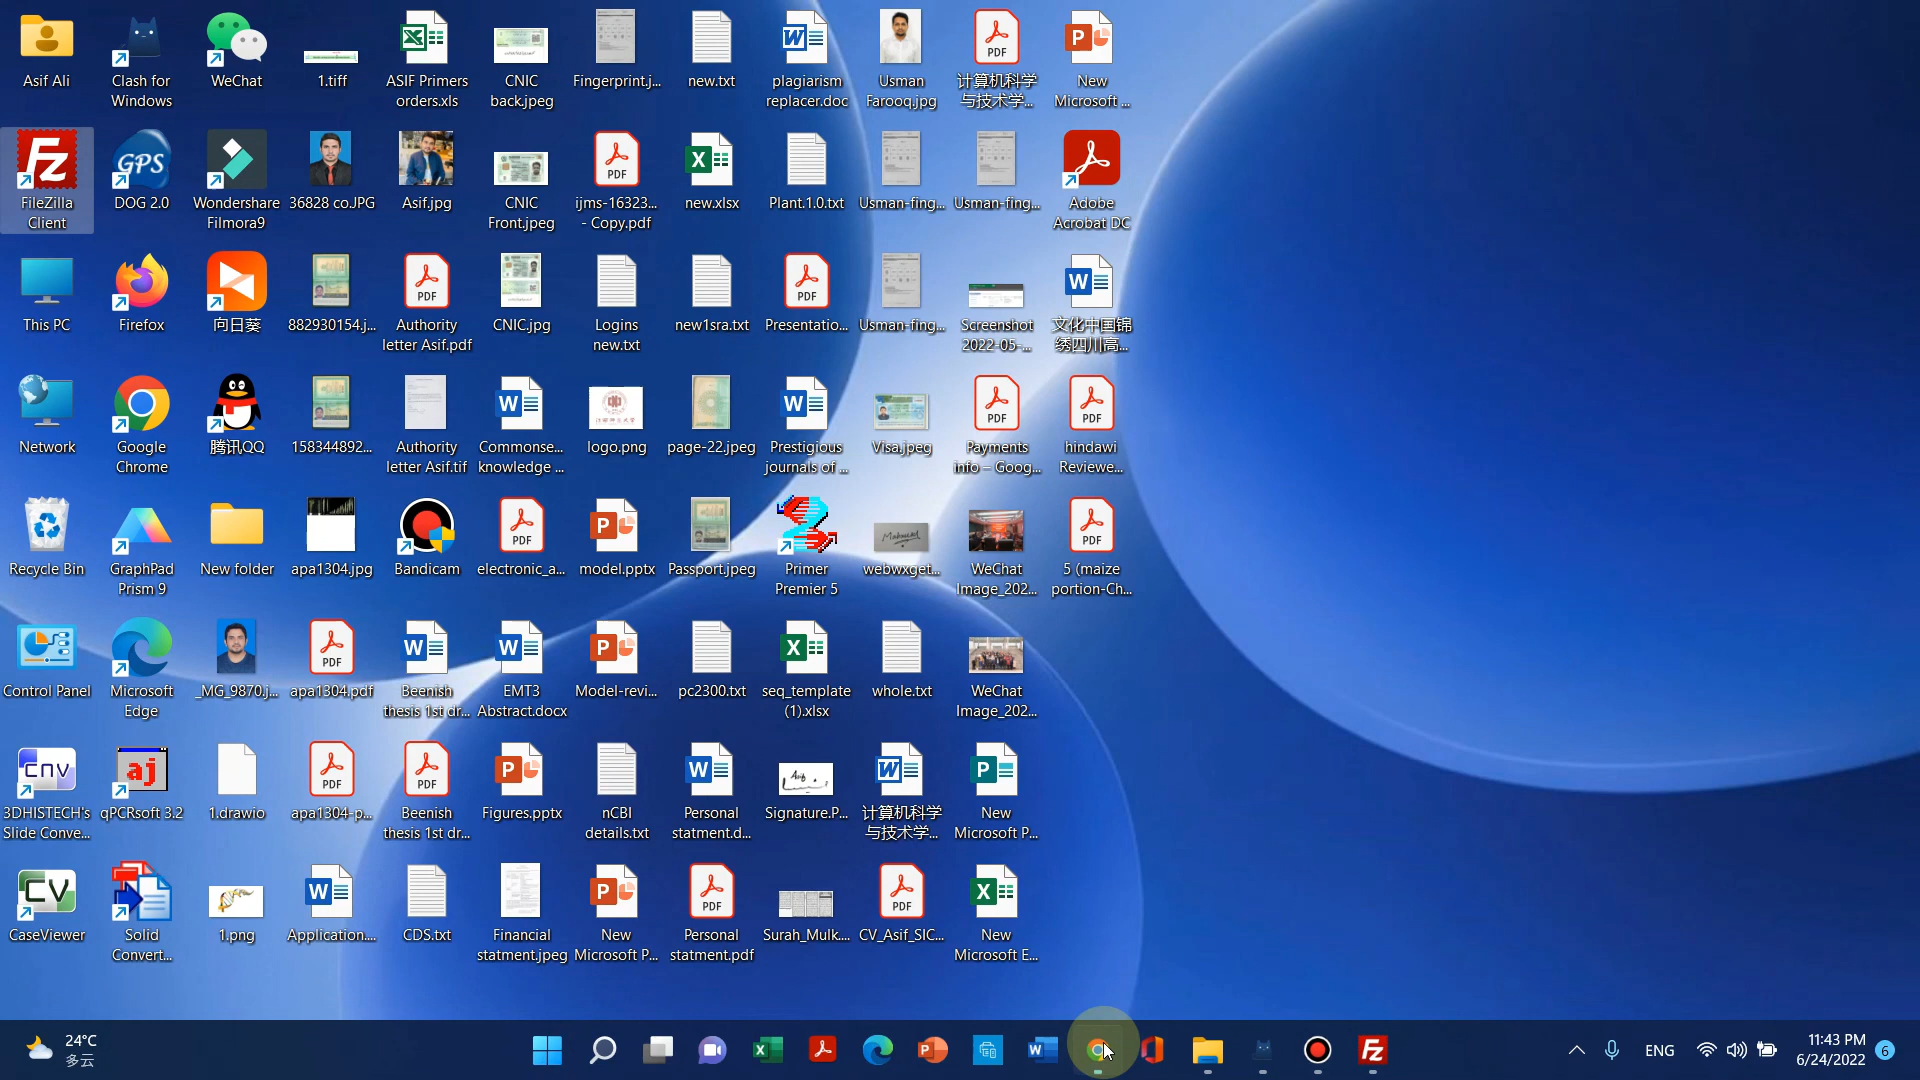 Asif Ali
Clash for
Windows
WeChat
1.tiff
ASIF Primers
orders.xls
CNIC
back.jpeg
Fingerprint.j...
new.txt
plagiarism
replacer.doc
Usman
Farooq.jpg
计算机科学
与技术学...
New
Microsoft ...
FileZilla
Client
DOG 2.0
Wondershare
Filmora9
36828 co.JPG
Asif.jpg
CNIC
Front.jpeg
ijms-16323...
- Copy.pdf
new.xlsx
Plant.1.0.txt
Usman-fing...
Usman-fing...
Adobe
Acrobat DC
This PC
Firefox
向日葵
882930154.j...
Authority
letter Asif.pdf
CNIC.jpg
Logins
new.txt
new1sra.txt
Presentatio...
Usman-fing...
Screenshot
2022-05-...
文化中国锦
绣四川高...
Network
Google
Chrome
腾讯QQ
158344892...
Authority
letter Asif.tif
Commonse...
knowledge ...
logo.png
page-22.jpeg
Prestigious
journals of ...
Visa.jpeg
Payments
info – Goog...
hindawi
Reviewe...
Recycle Bin
GraphPad
Prism 9
New folder
apa1304.jpg
Bandicam
electronic_a...
model.pptx
Passport.jpeg
Primer
Premier 5
webwxget...
WeChat
Image_202...
5 (maize
portion-Ch...
Control Panel
Microsoft
Edge
_MG_9870.j...
apa1304.pdf
Beenish
thesis 1st dr...
EMT3
Abstract.docx
Model-revi...
pc2300.txt
seq_template
(1).xlsx
whole.txt
WeChat
Image_202...
3DHISTECH's
Slide Conve...
qPCRsoft 3.2
1.drawio
apa1304-p...
Beenish
thesis 1st dr...
Figures.pptx
nCBI
details.txt
Personal
statment.d...
Signature.P...
计算机科学
与技术学...
New
Microsoft P...
CaseViewer
Solid
Convert...
1.png
Application....
CDS.txt
Financial
statment.jpeg
New
Microsoft P...
Personal
statment.pdf
Surah_Mulk....
CV_Asif_SIC...
New
Microsoft E...
24°C
多云
ENG
11:43 PM
6/24/2022
6